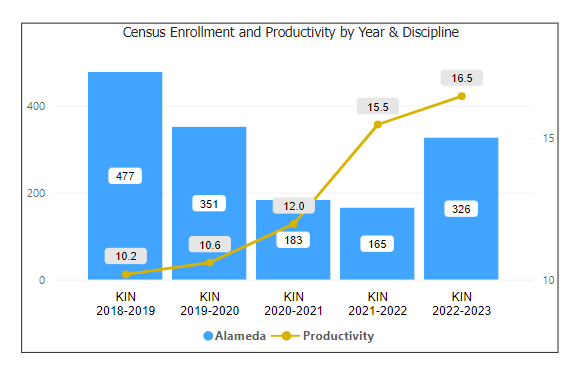 Census Enrollment and Productivity by Year & Discipline
400
200
0
15
10
477
351
183
165
326
10.2
10.6
12.0
15.5
16.5
KIN
2018-2019
KIN
2019-2020
KIN
2020-2021
KIN
2021-2022
KIN
2022-2023
Alameda
Productivity